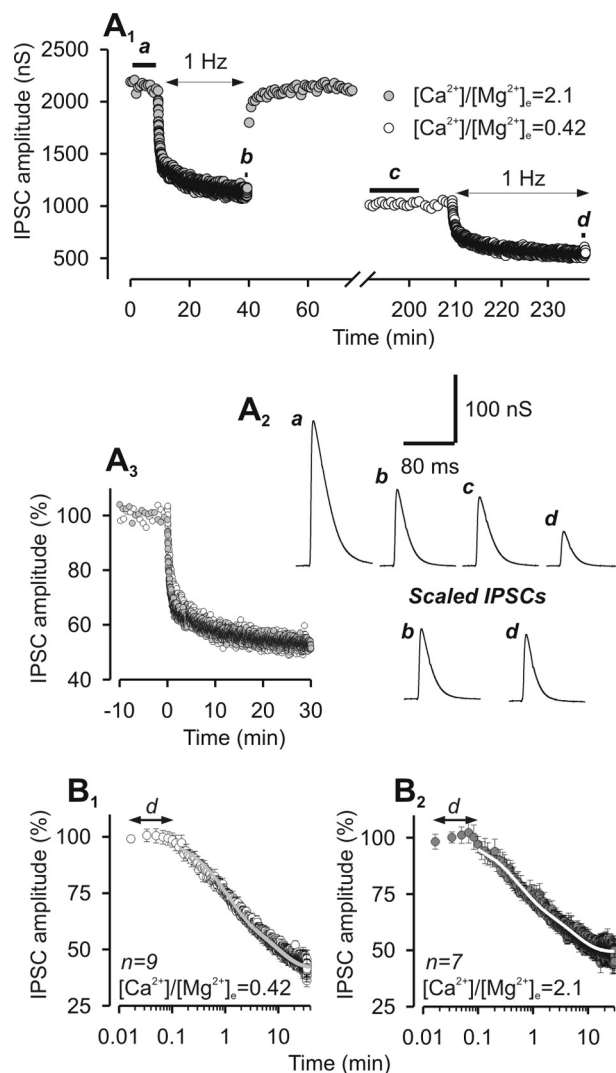 A1
a
1 Hz
b
[Ca²⁺]/[Mg²⁺]e=2.1
[Ca²⁺]/[Mg²⁺]e=0.42
c
1 Hz
d
IPSC amplitude (nS)
2500
2000
1500
1000
500
0 20 40 60 200 210 220 230
Time (min)
A2
100 nS
80 ms
a
b
c
d
Scaled IPSCs
b
d
A3
IPSC amplitude (%)
100
80
60
40
-10 0 10 20 30
Time (min)
B1
d
IPSC amplitude (%)
100
75
50
25
n=9
[Ca²⁺]/[Mg²⁺]e=0.42
0.01 0.1 1 10
Time (min)
B2
d
IPSC amplitude (%)
100
75
50
25
n=7
[Ca²⁺]/[Mg²⁺]e=2.1
0.01 0.1 1 10
Time (min)